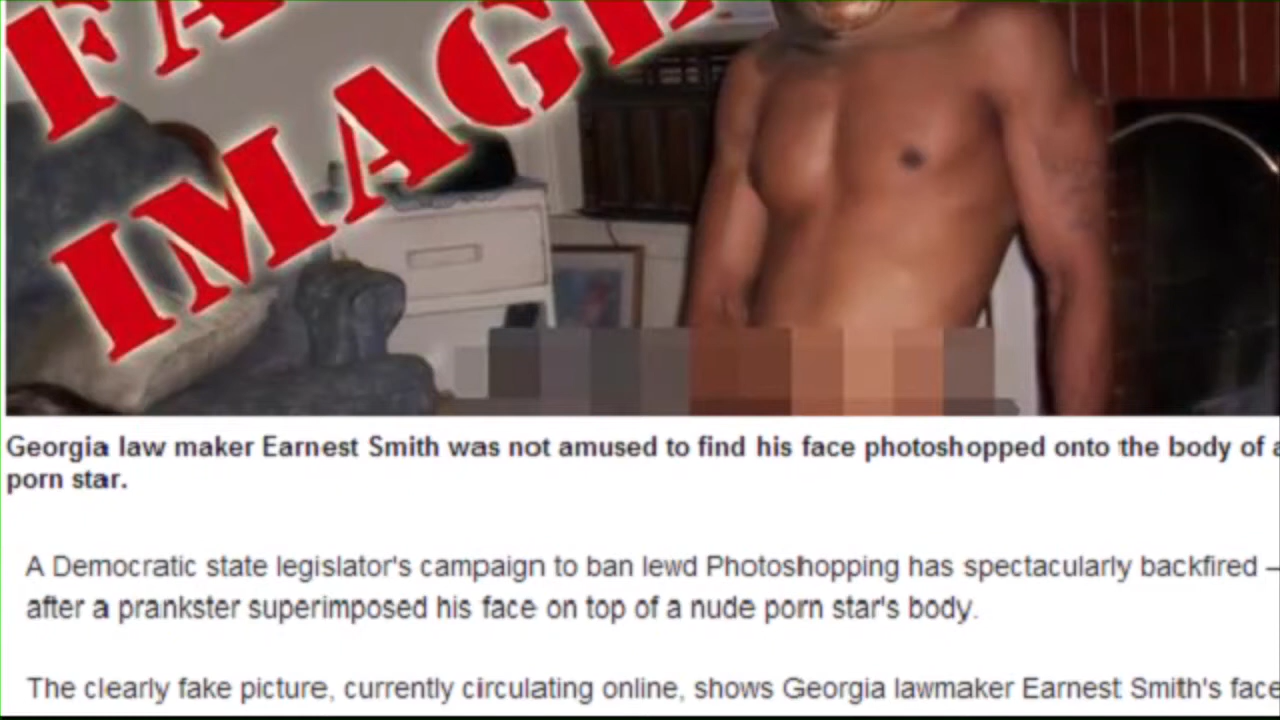 FA
IMAGE
Georgia law maker Earnest Smith was not amused to find his face photoshopped onto the body of a
porn star.
A Democratic state legislator's campaign to ban lewd Photoshopping has spectacularly backfired –
after a prankster superimposed his face on top of a nude porn star's body.
The clearly fake picture, currently circulating online, shows Georgia lawmaker Earnest Smith's face